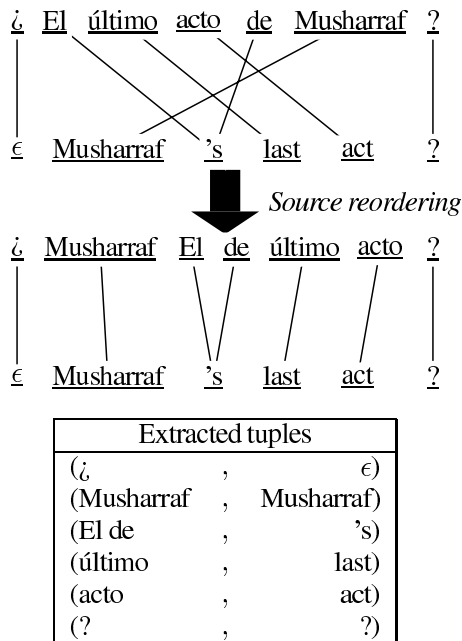 ¿ El último acto de Musharraf ?
ϵ Musharraf 's last act ?
Source reordering
¿ Musharraf El de último acto ?
ϵ Musharraf 's last act ?
Extracted tuples
(¿ , ϵ)
(Musharraf , Musharraf)
(El de , 's)
(último , last)
(acto , act)
(? , ?)